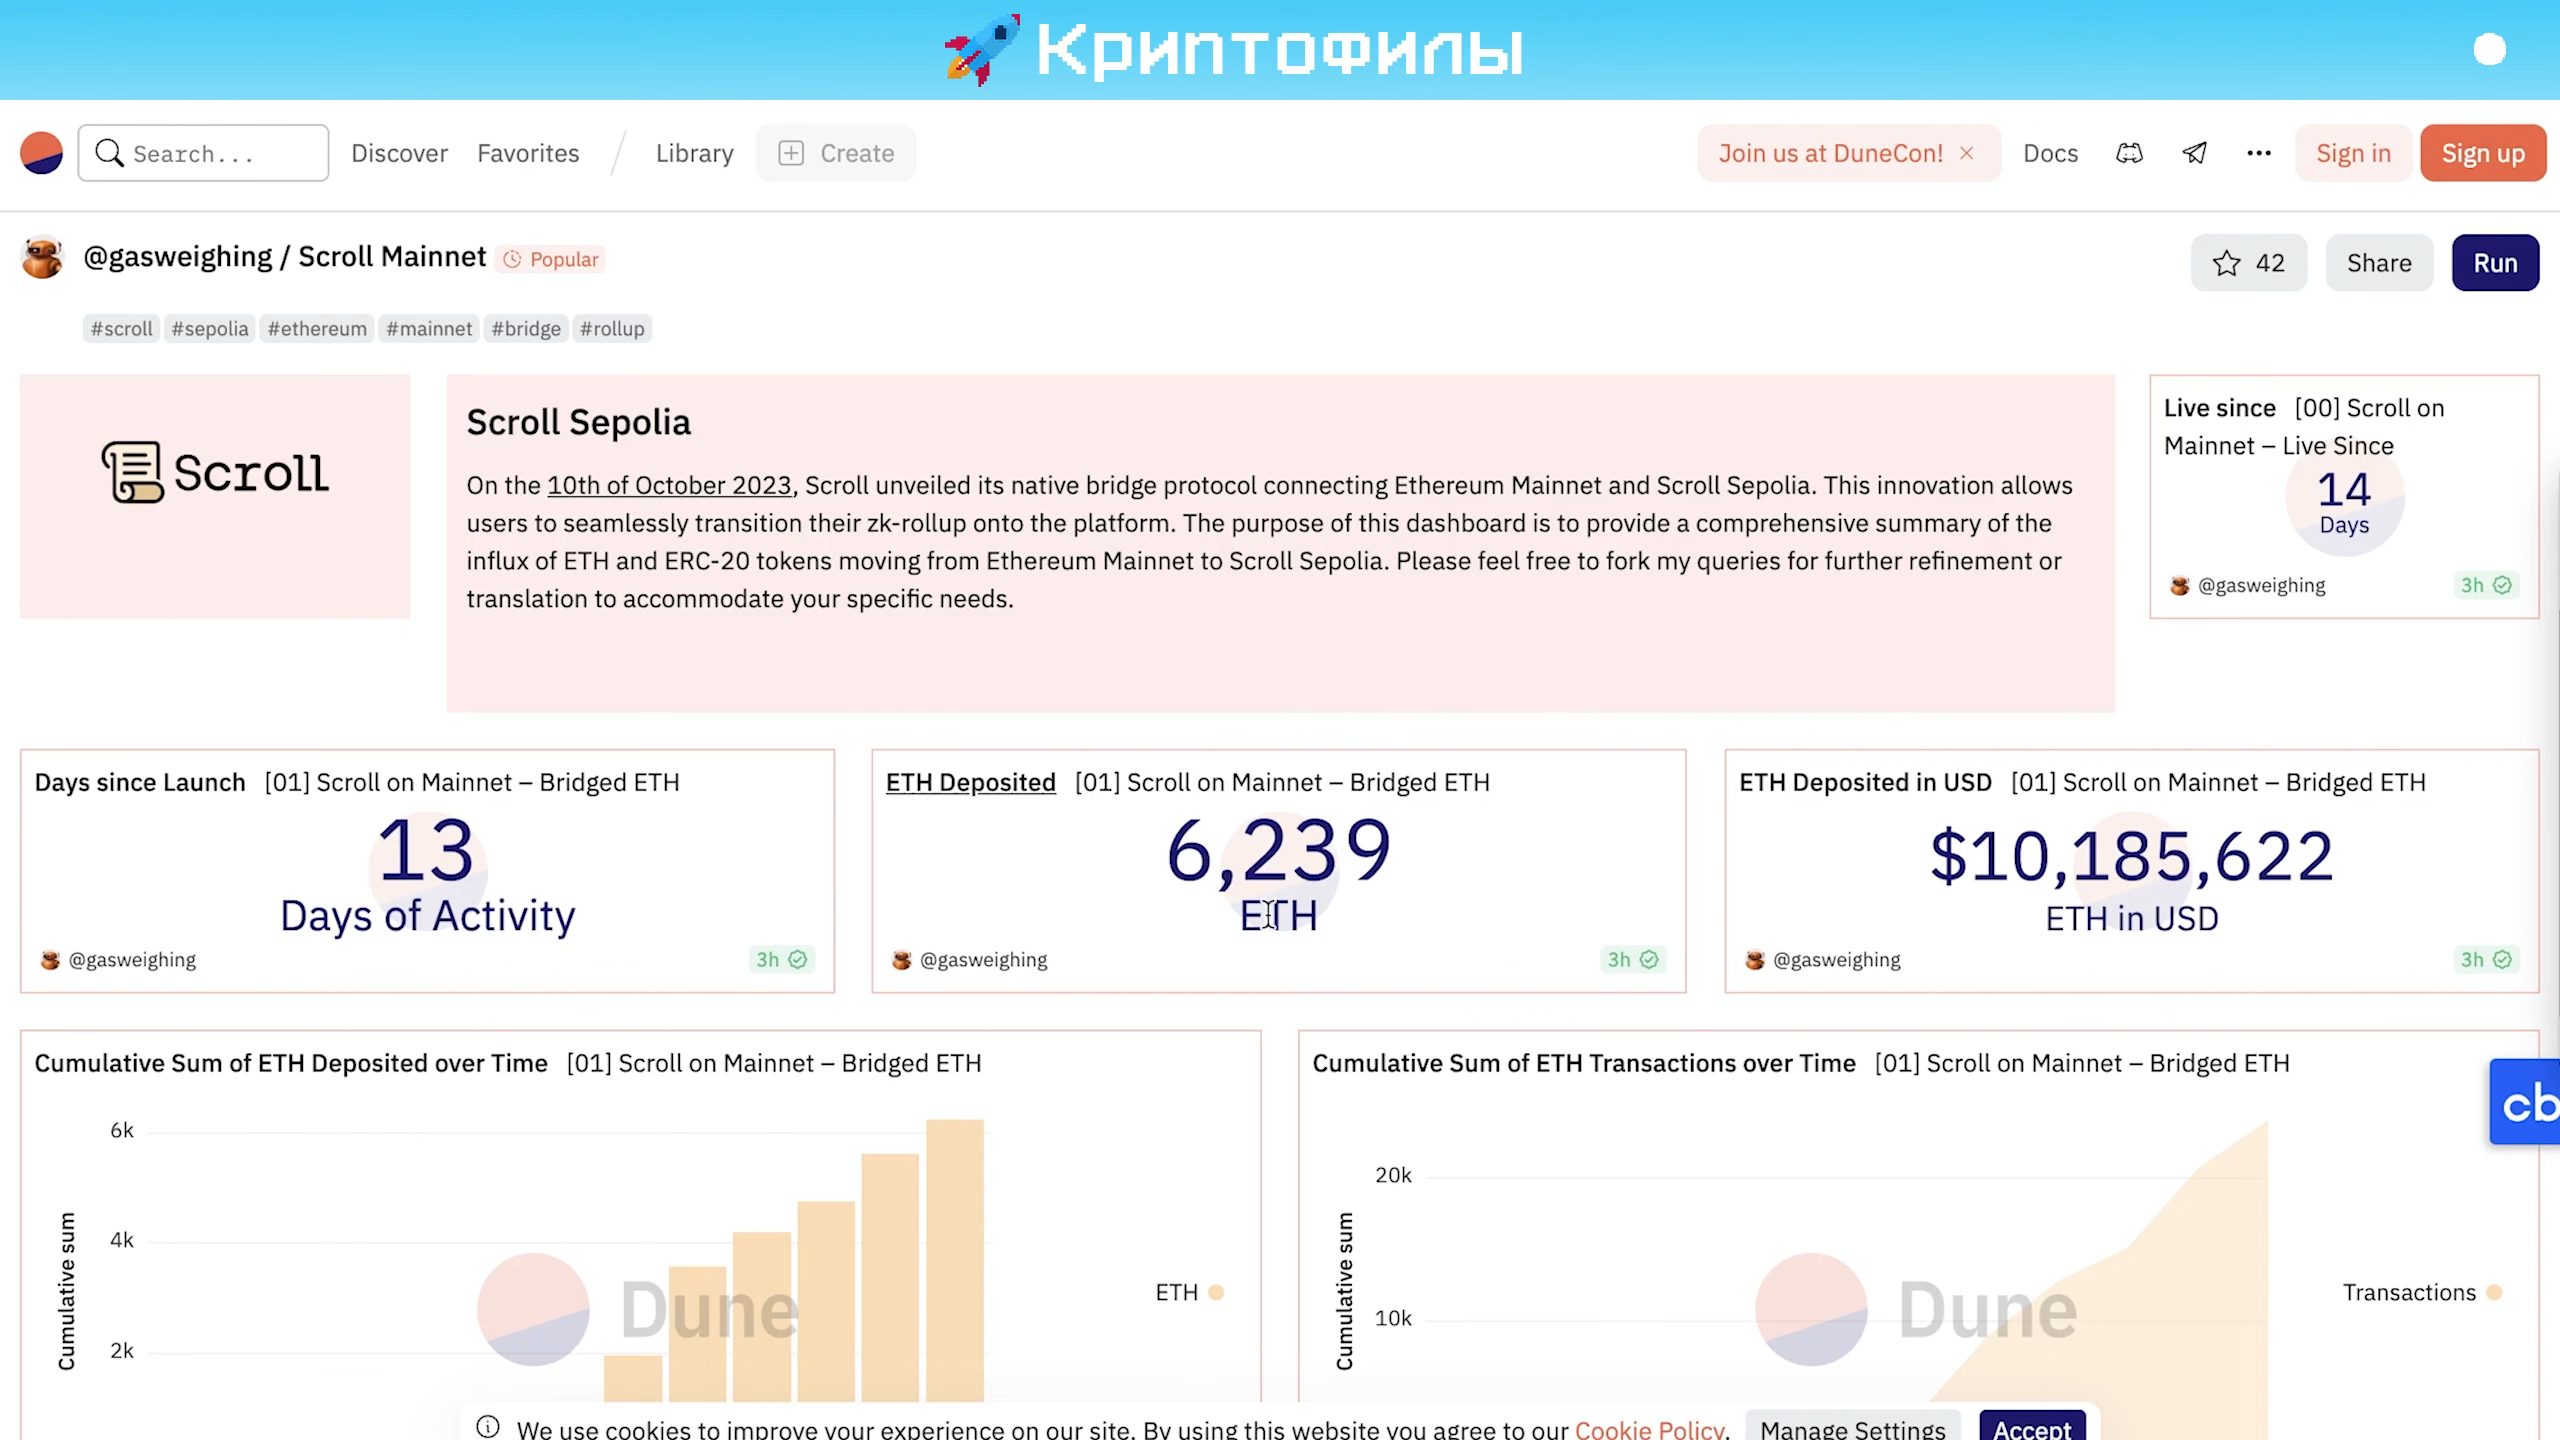 Криптофилы
Search...
Discover
Favorites
Library
Create
Join us at DuneCon!
Docs
Sign in
Sign up
@gasweighing / Scroll Mainnet
Popular
42
Share
Run
#scroll #sepolia #ethereum #mainnet #bridge #rollup
Scroll
Scroll Sepolia
On the 10th of October 2023, Scroll unveiled its native bridge protocol connecting Ethereum Mainnet and Scroll Sepolia. This innovation allows
users to seamlessly transition their zk-rollup onto the platform. The purpose of this dashboard is to provide a comprehensive summary of the
influx of ETH and ERC-20 tokens moving from Ethereum Mainnet to Scroll Sepolia. Please feel free to fork my queries for further refinement or
translation to accommodate your specific needs.
Live since [00] Scroll on
Mainnet – Live Since
14
Days
@gasweighing
3h
Days since Launch [01] Scroll on Mainnet – Bridged ETH
13
Days of Activity
@gasweighing
3h
ETH Deposited [01] Scroll on Mainnet – Bridged ETH
6,239
ETH
@gasweighing
3h
ETH Deposited in USD [01] Scroll on Mainnet – Bridged ETH
$10,185,622
ETH in USD
@gasweighing
3h
Cumulative Sum of ETH Deposited over Time [01] Scroll on Mainnet – Bridged ETH
6k
4k
2k
Cumulative sum
Dune
ETH
Cumulative Sum of ETH Transactions over Time [01] Scroll on Mainnet – Bridged ETH
20k
10k
Cumulative sum
Dune
Transactions
cb
We use cookies to improve your experience on our site. By using this website you agree to our Cookie Policy.
Manage Settings
Accept